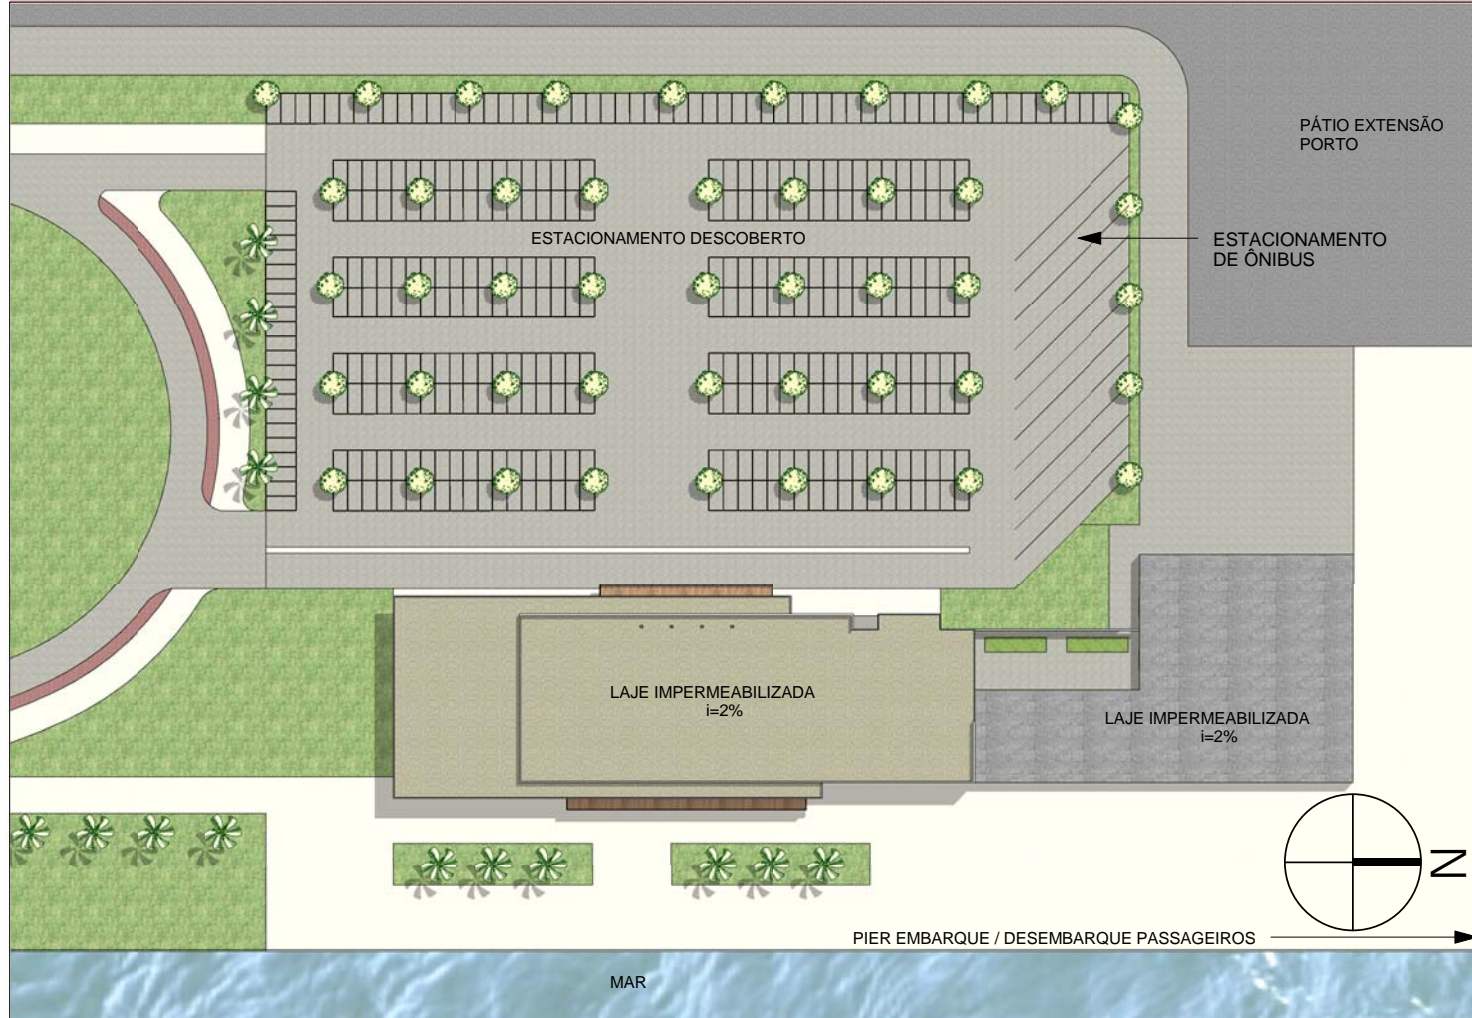 PÁTIO EXTENSÃO
PORTO
ESTACIONAMENTO DESCOBERTO
ESTACIONAMENTO
DE ÔNIBUS
LAJE IMPERMEABILIZADA
i=2%
LAJE IMPERMEABILIZADA
i=2%
N
PIER EMBARQUE / DESEMBARQUE PASSAGEIROS
MAR